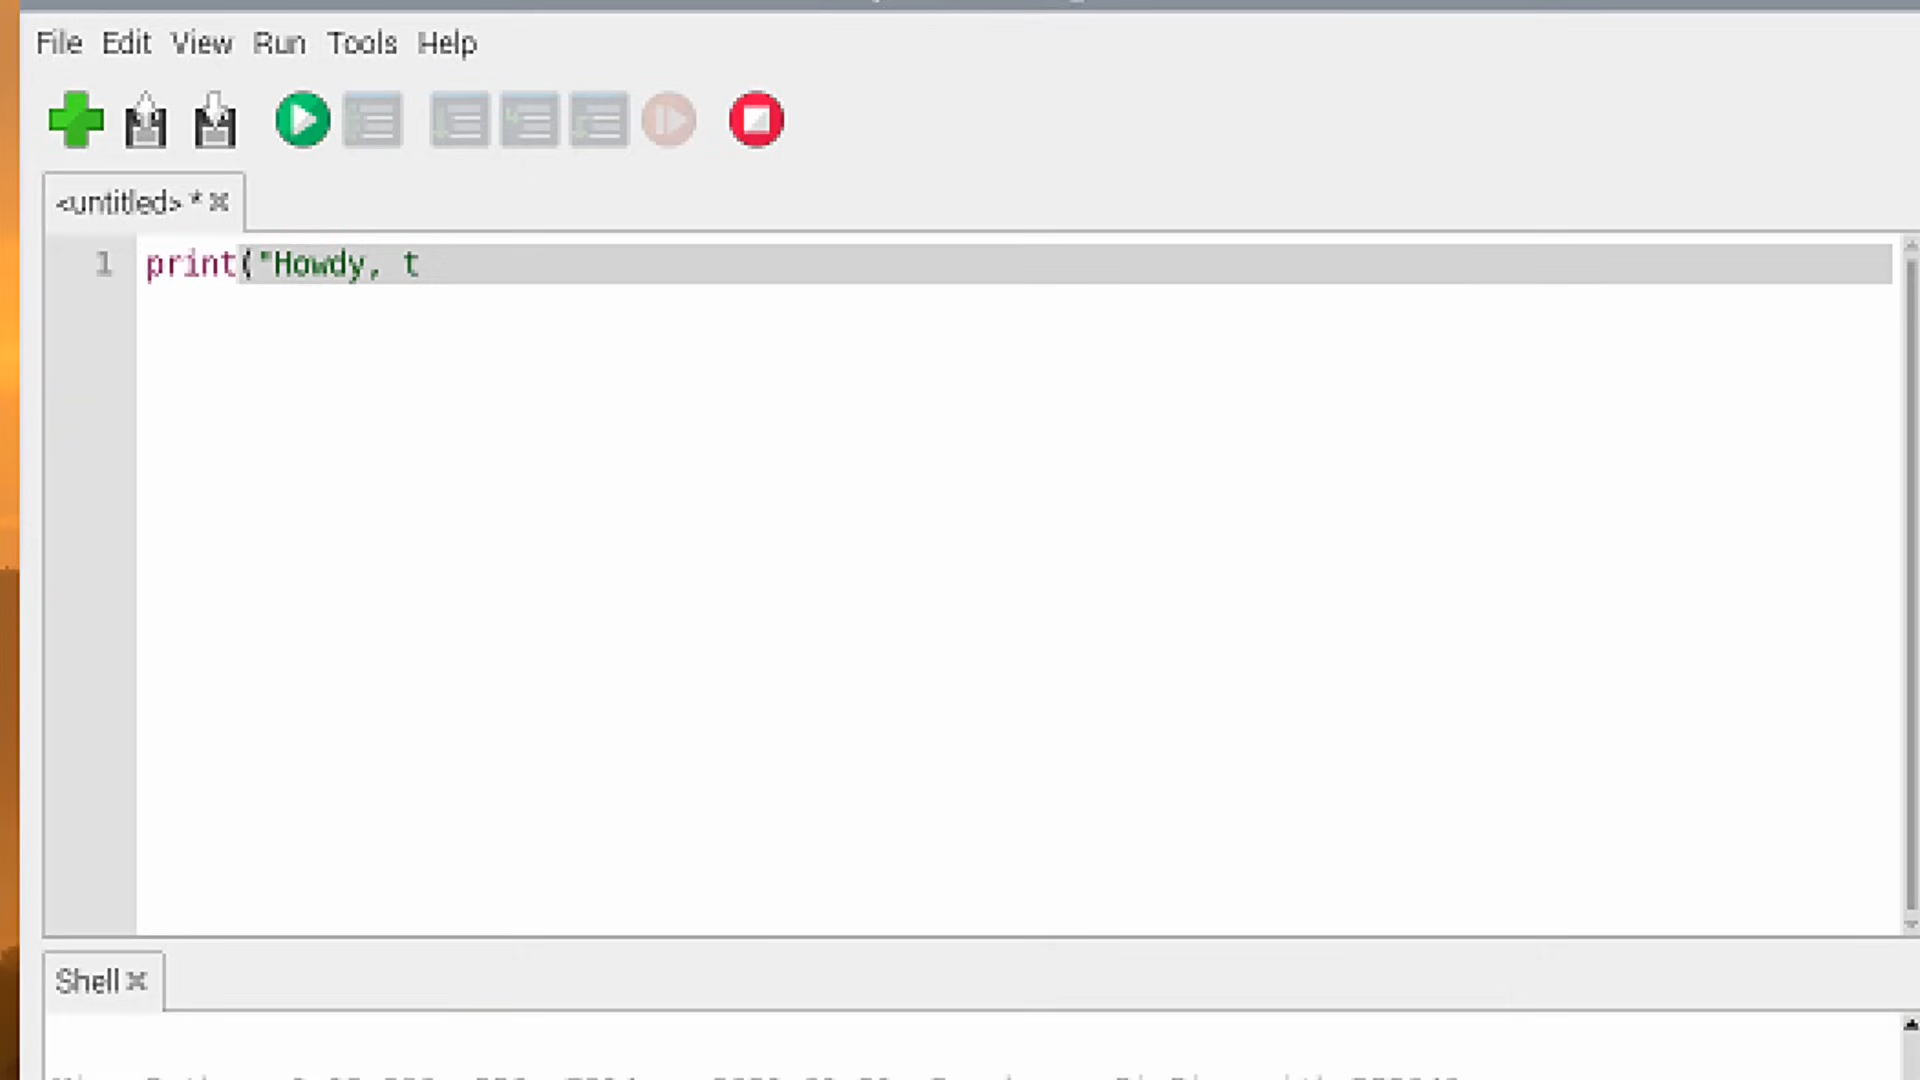 File Edit View Run Tools Help
<untitled> *
1 print("Howdy, t
Shell